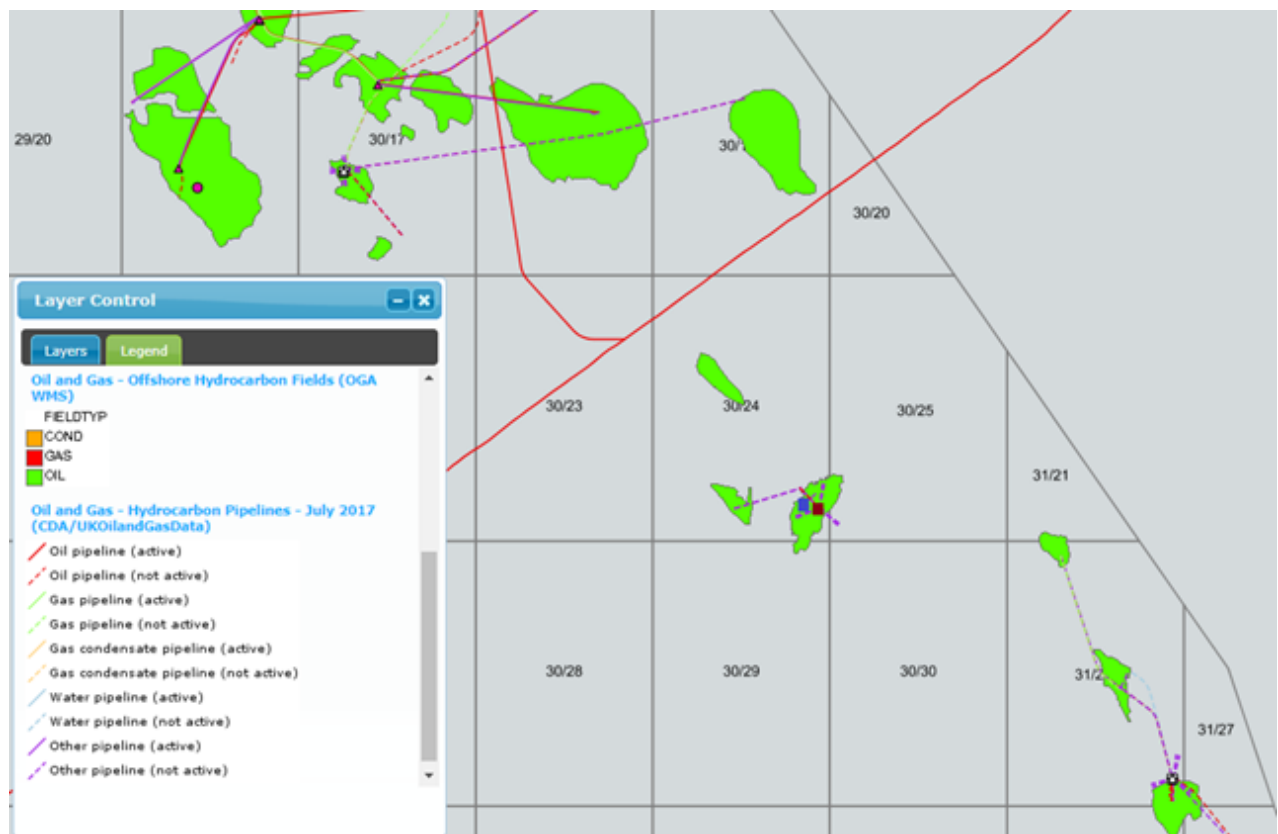 29/20
30/17
30/20
Layer Control
Layers
Legend
Oil and Gas - Offshore Hydrocarbon Fields (OGA
WMS)
FIELDTYP
COND
GAS
OIL
Oil and Gas - Hydrocarbon Pipelines - July 2017
(CDA/UKOilandGasData)
Oil pipeline (active)
Oil pipeline (not active)
Gas pipeline (active)
Gas pipeline (not active)
Gas condensate pipeline (active)
Gas condensate pipeline (not active)
Water pipeline (active)
Water pipeline (not active)
Other pipeline (active)
Other pipeline (not active)
30/23
30/24
30/25
31/21
30/28
30/29
30/30
31/27